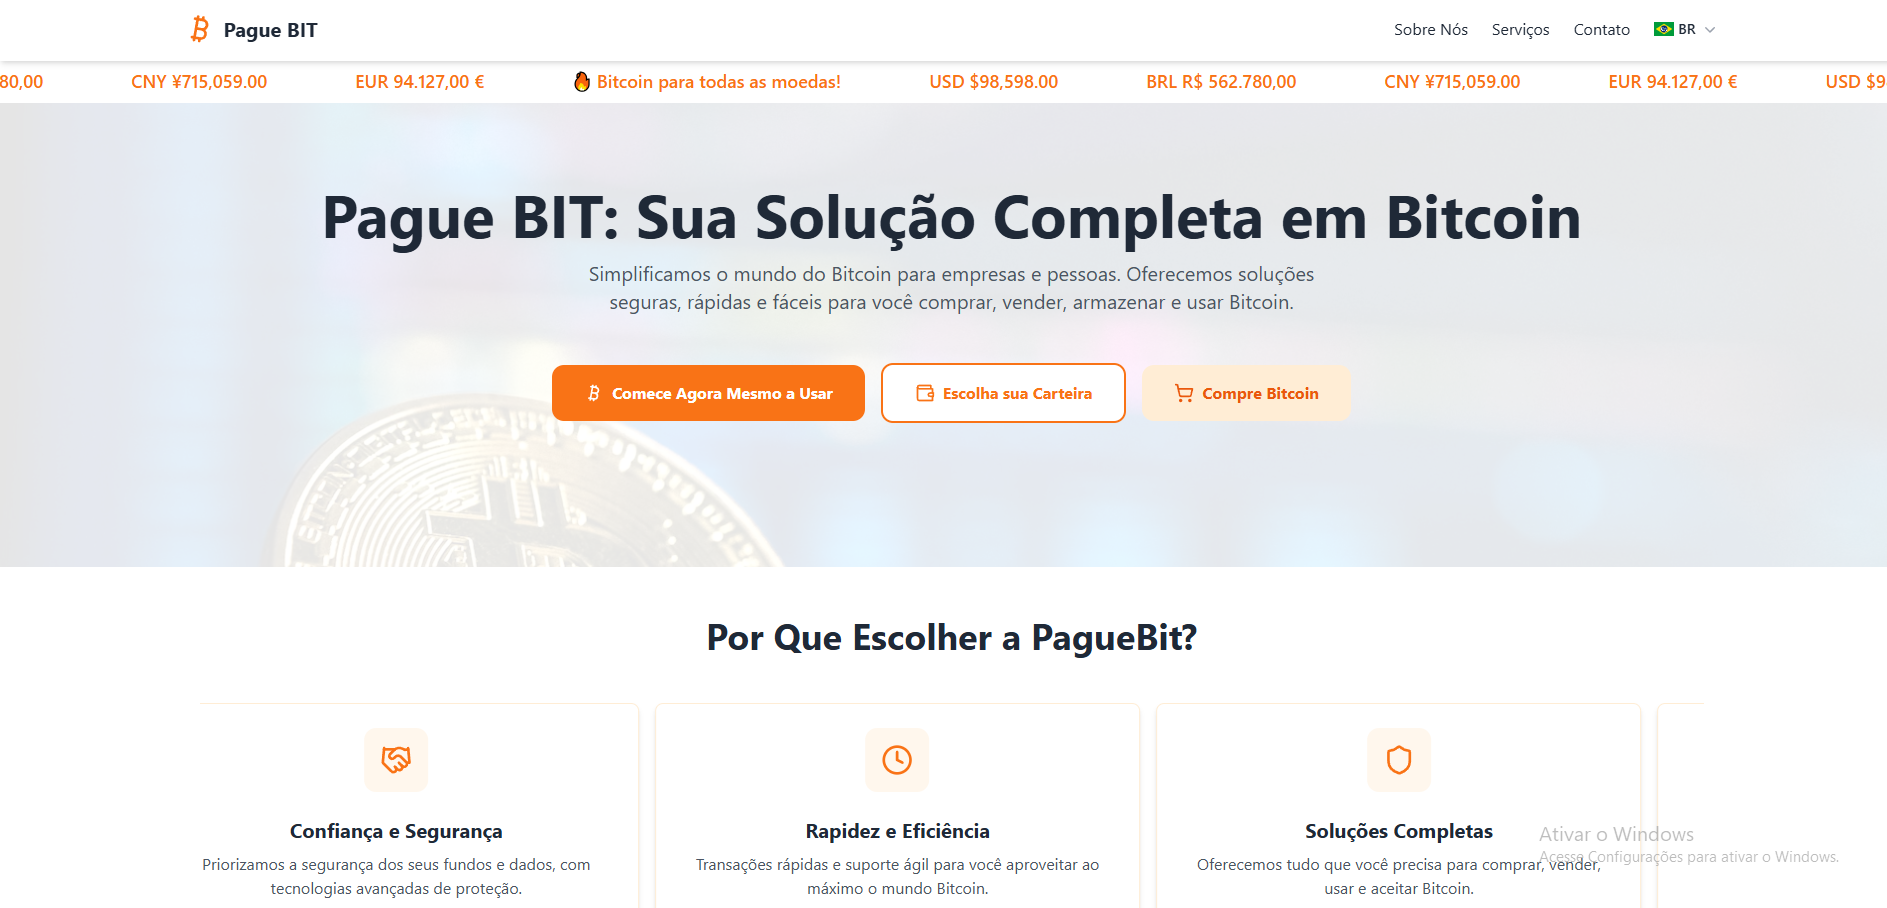 Pague BIT
Sobre Nós
Serviços
Contato
BR
80,00 CNY ¥715,059.00 EUR 94.127,00 € 🔥 Bitcoin para todas as moedas! USD $98,598.00 BRL R$ 562.780,00 CNY ¥715,059.00 EUR 94.127,00 € USD $9
Pague BIT: Sua Solução Completa em Bitcoin
Simplificamos o mundo do Bitcoin para empresas e pessoas. Oferecemos soluções
seguras, rápidas e fáceis para você comprar, vender, armazenar e usar Bitcoin.
Comece Agora Mesmo a Usar
Escolha sua Carteira
Compre Bitcoin
Por Que Escolher a PagueBit?
Confiança e Segurança
Priorizamos a segurança dos seus fundos e dados, com
tecnologias avançadas de proteção.
Rapidez e Eficiência
Transações rápidas e suporte ágil para você aproveitar ao
máximo o mundo Bitcoin.
Soluções Completas
Oferecemos tudo que você precisa para comprar, vender,
usar e aceitar Bitcoin.
Ativar o Windows
Acesse Configurações para ativar o Windows.